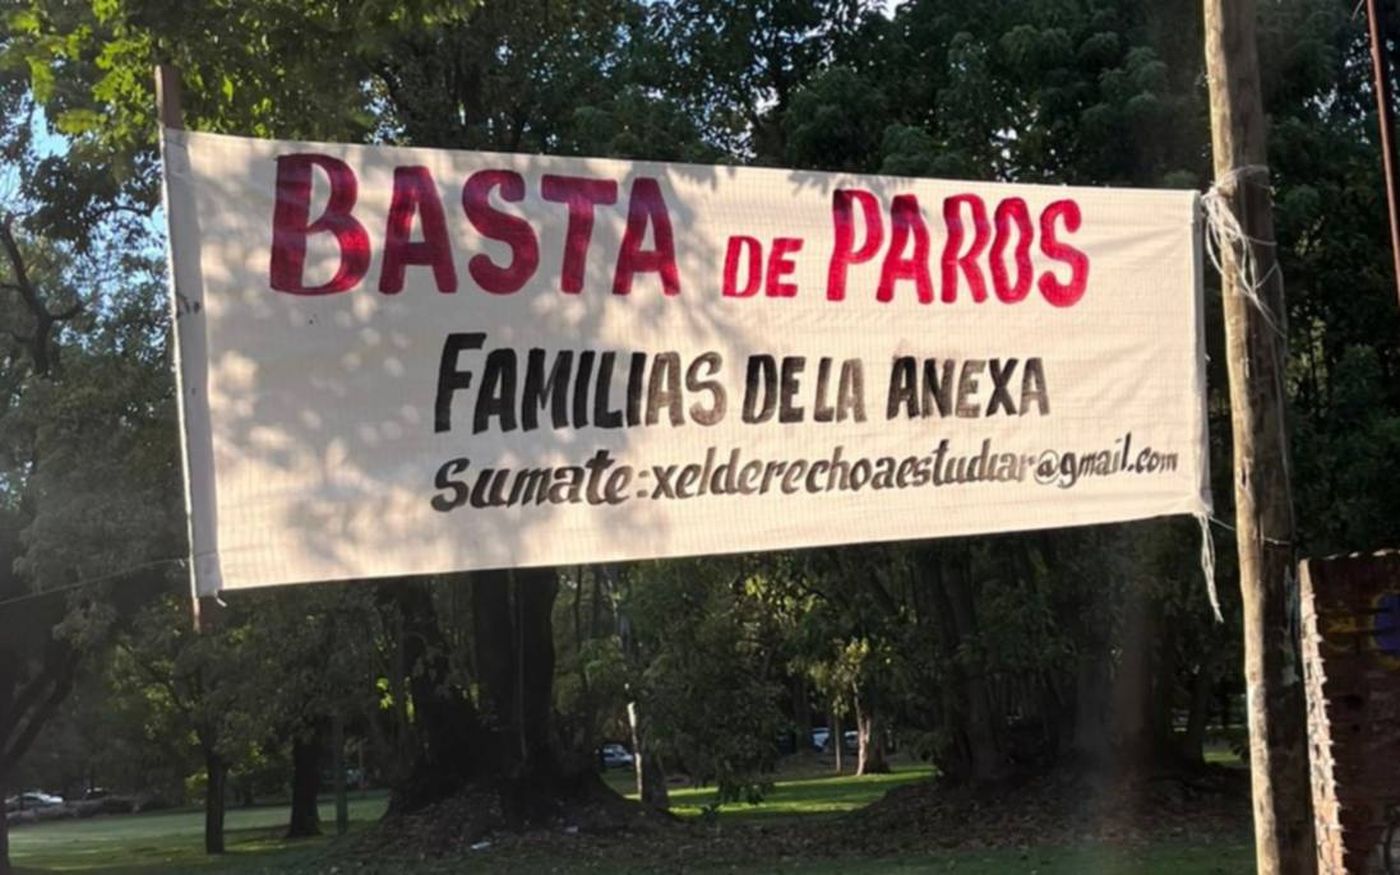 BASTA DE PAROS
FAMILIAS DE LA ANEXA
Sumate:xelderechoaestudiar@gmail.com